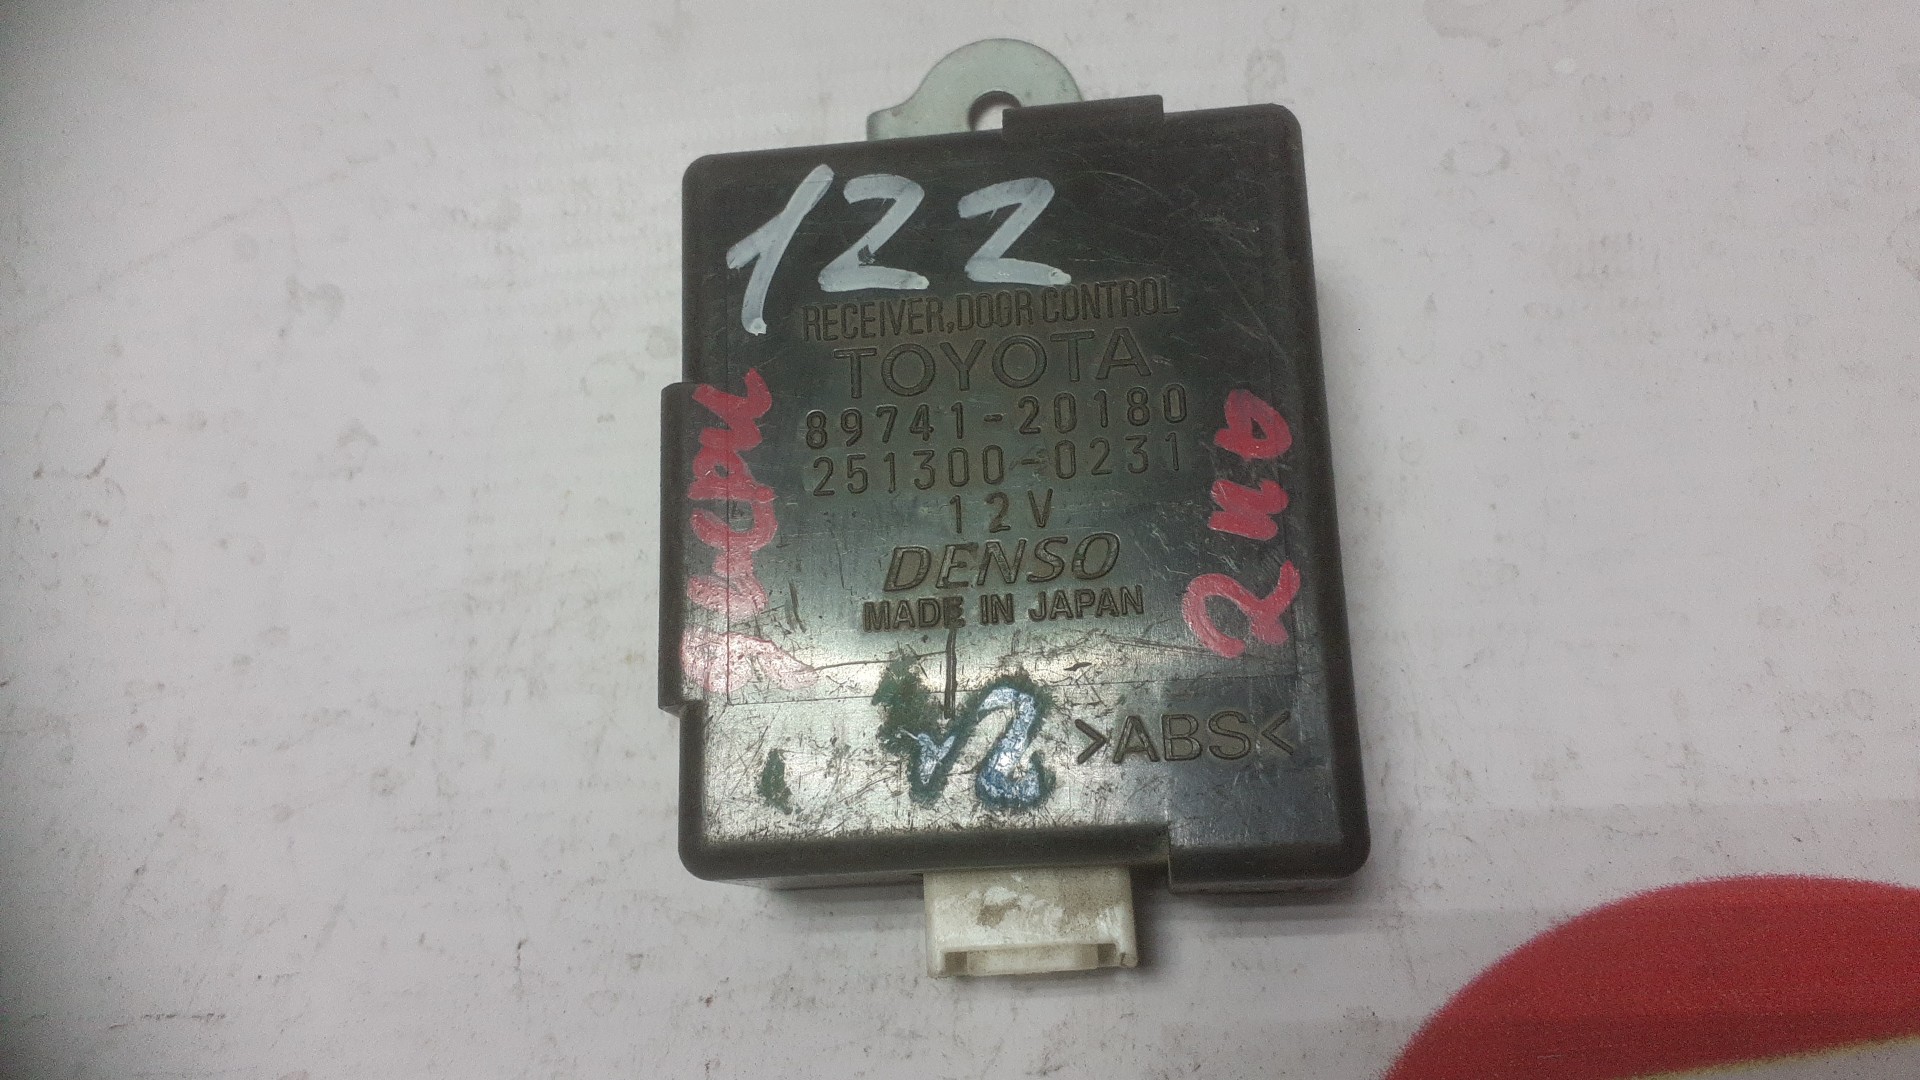 122
RECEIVER, DOOR CONTROL
TOYOTA
89741-20180
251300-0231
12V
DENSO
MADE IN JAPAN
>ABS<